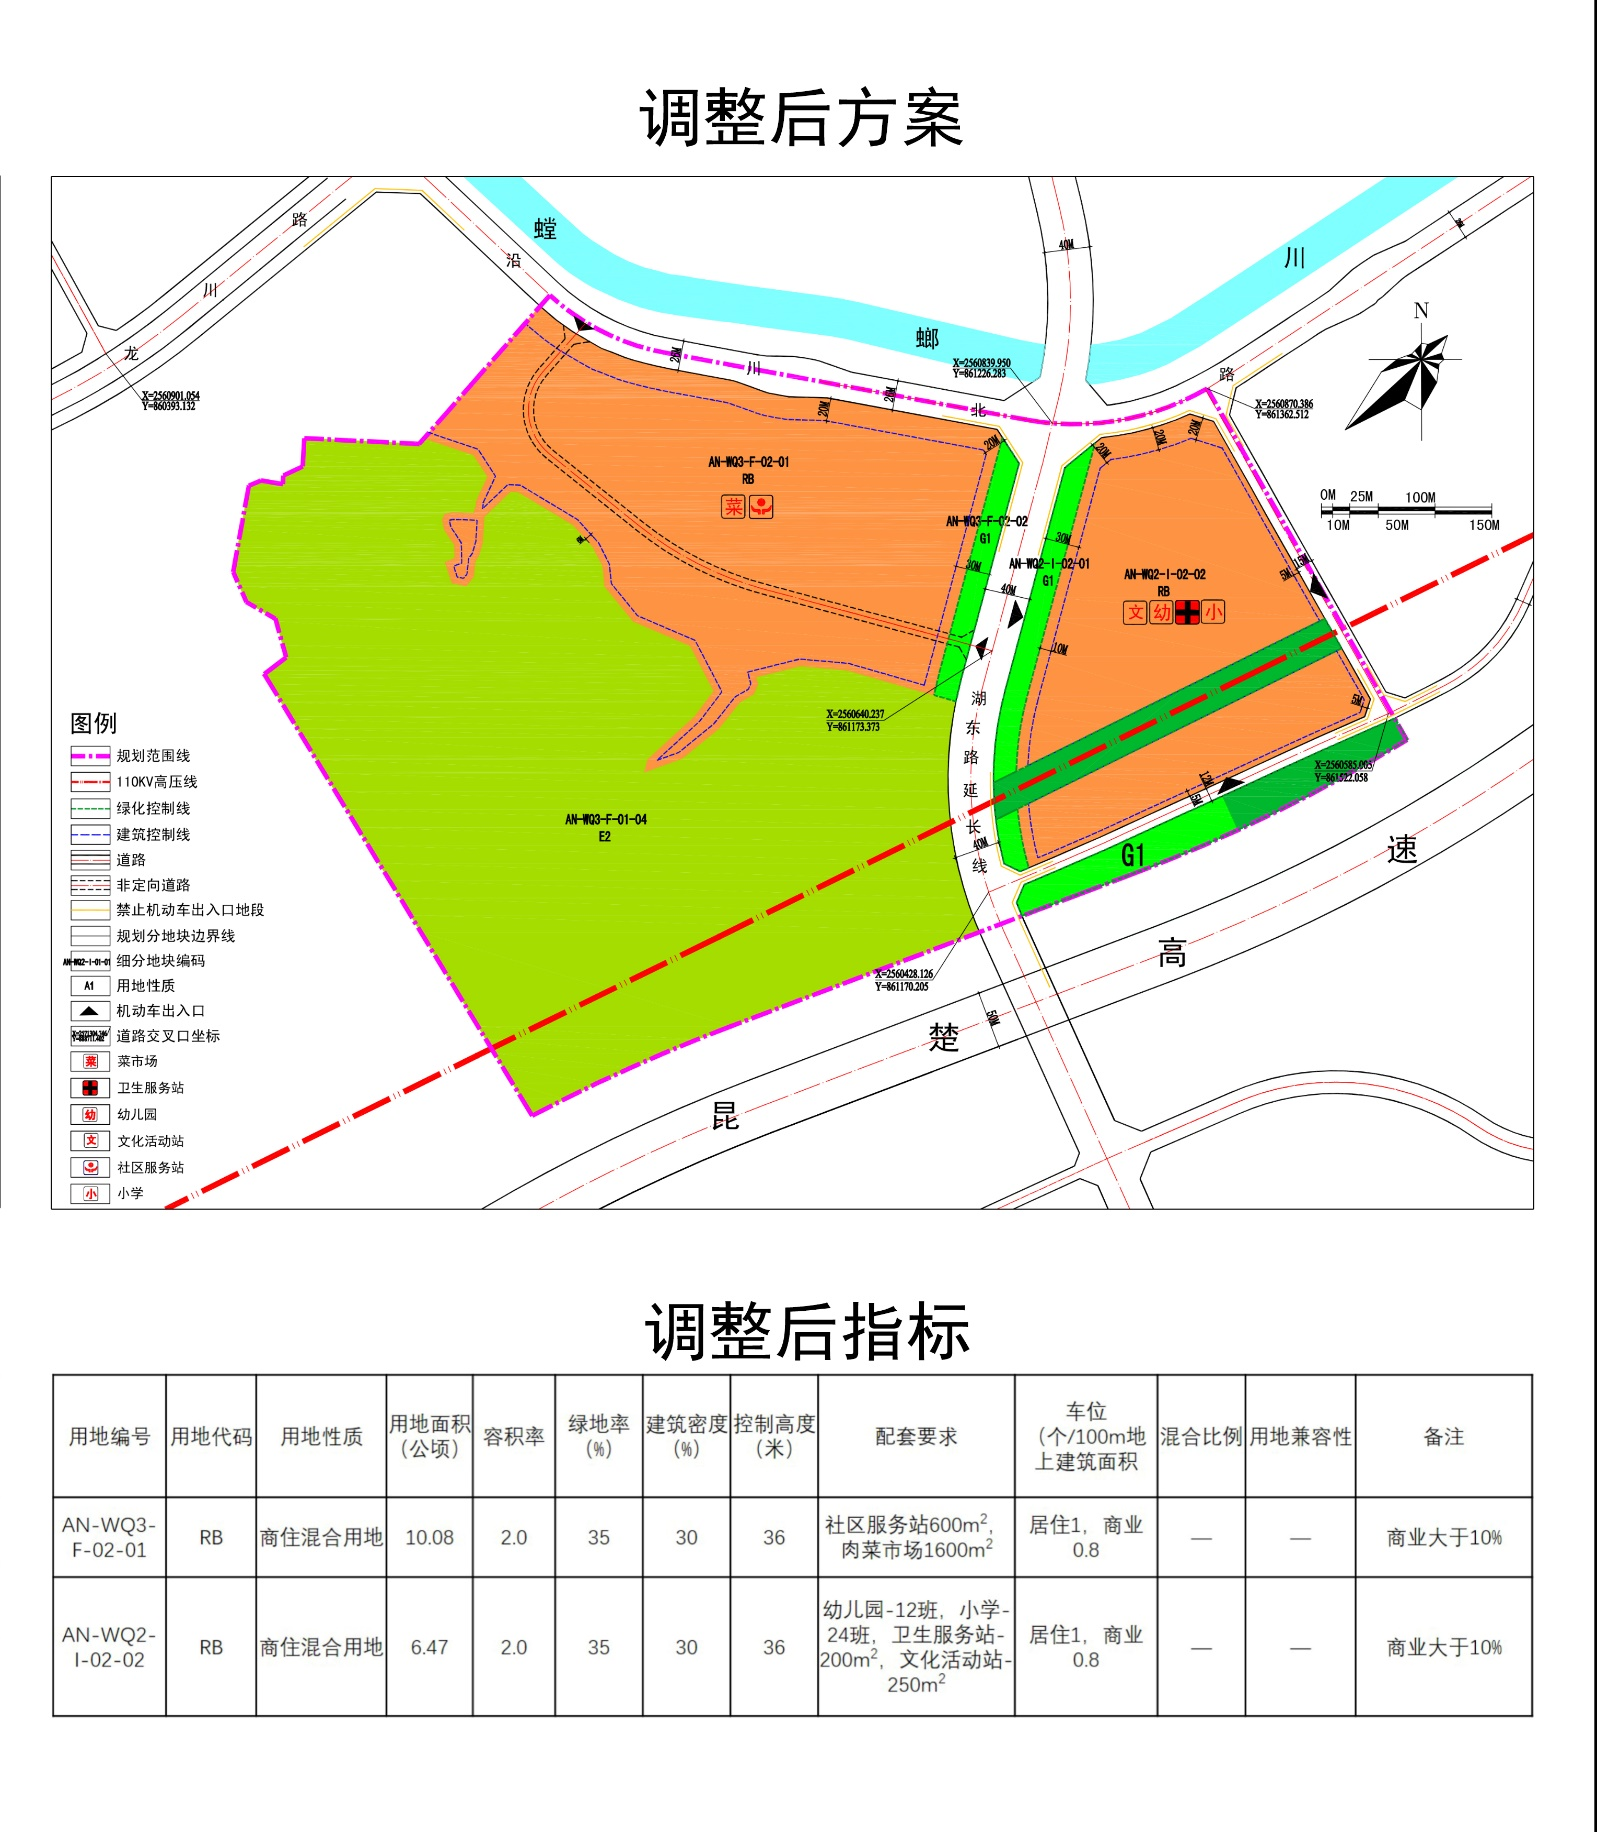 调整后方案
路
川
龙
沿
螳
川
螂
川
北
路
40M
N
X=2560901.054
Y=860393.132
X=2560839.950
Y=861226.283
X=2560870.386
Y=861362.512
20M
20M
20M
20M
20M
20M
0M 25M 100M
10M 50M 150M
AN-WQ3-F-02-01
RB
菜
AN-WQ3-F-02-02
G1
30M
30M
AN-WQ2-I-02-01
G1
40M
AN-WQ2-I-02-02
RB
文 幼 小
10M
15M
5M
X=2560640.237
Y=861173.373
湖
东
路
延
长
线
40M
AN-WQ3-F-01-04
E2
X=2560585.005
Y=861522.058
12M
5M
G1
X=2560428.126
Y=861170.205
50M
速
高
楚
昆
图例
规划范围线
110KV高压线
绿化控制线
建筑控制线
道路
非定向道路
禁止机动车出入口地段
规划分地块边界线
AN-WQ2-I-01-01 细分地块编码
A1 用地性质
机动车出入口
道路交叉口坐标
菜 菜市场
卫生服务站
幼 幼儿园
文 文化活动站
社区服务站
小 小学
调整后指标
用地编号 用地代码 用地性质 用地面积（公顷） 容积率 绿地率（%） 建筑密度（%） 控制高度（米） 配套要求 车位（个/100m地上建筑面积 混合比例 用地兼容性 备注
AN-WQ3-F-02-01 RB 商住混合用地 10.08 2.0 35 30 36 社区服务站600m²，肉菜市场1600m² 居住1，商业0.8 — — 商业大于10%
AN-WQ2-I-02-02 RB 商住混合用地 6.47 2.0 35 30 36 幼儿园-12班，小学-24班，卫生服务站-200m²，文化活动站-250m² 居住1，商业0.8 — — 商业大于10%